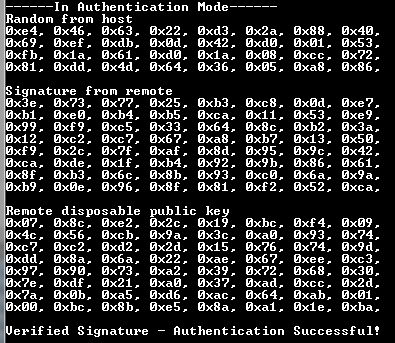 ------In Authentication Mode------
Random from host
0xe4, 0x46, 0x63, 0x22, 0xd3, 0x2a, 0x88, 0x40,
0x69, 0xef, 0xdb, 0x0d, 0x42, 0xd0, 0x01, 0x53,
0xfb, 0x1a, 0x61, 0xd0, 0x1a, 0x08, 0xcc, 0x72,
0x81, 0xdd, 0x4d, 0x64, 0x36, 0x05, 0xa8, 0x86,
Signature from remote
0x3e, 0x73, 0x77, 0x25, 0xb3, 0xc8, 0x0d, 0xe7,
0xb1, 0xe0, 0xb4, 0xb5, 0xca, 0x11, 0x53, 0xe9,
0x99, 0xf9, 0xc5, 0x33, 0x64, 0x8c, 0xb2, 0x3a,
0x12, 0xc2, 0xc7, 0x67, 0xa8, 0xb7, 0x13, 0x50,
0xf9, 0x2c, 0x7f, 0xaf, 0x8d, 0x95, 0x9c, 0x42,
0xca, 0xde, 0x1f, 0xb4, 0x92, 0x9b, 0x86, 0x61,
0x8f, 0xb3, 0x6c, 0x8b, 0x93, 0xc0, 0x6a, 0x9a,
0xb9, 0x0e, 0x96, 0x8f, 0x81, 0xf2, 0x52, 0xca,
Remote disposable public key
0x07, 0x8c, 0xe2, 0x2c, 0x19, 0xbc, 0xf4, 0x09,
0x4c, 0x56, 0xcb, 0x9a, 0x3c, 0xa0, 0x93, 0x74,
0xc7, 0xc2, 0xd2, 0x2d, 0x15, 0x76, 0x74, 0x9d,
0xdd, 0x8a, 0x6a, 0x22, 0xae, 0x67, 0xee, 0xc3,
0x97, 0x90, 0x73, 0xa2, 0x39, 0x72, 0x68, 0x30,
0x7e, 0xdf, 0x21, 0xa0, 0x37, 0xad, 0xcc, 0x2d,
0x7a, 0x0b, 0xa5, 0xd6, 0xac, 0x64, 0xab, 0x01,
0x00, 0xbc, 0x8b, 0xe5, 0x8a, 0xa1, 0x1e, 0xba,
Verified Signature - Authentication Successful!